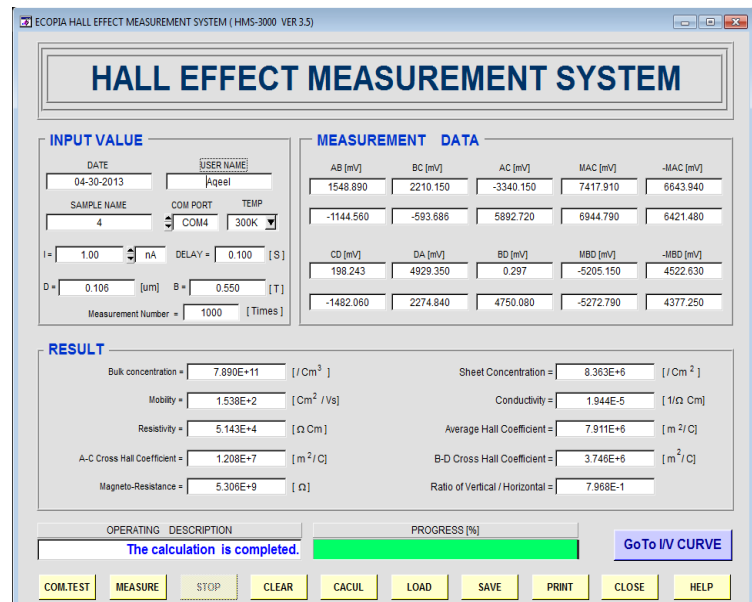 ECOPIA HALL EFFECT MEASUREMENT SYSTEM ( HMS-3000 VER 3.5)
HALL EFFECT MEASUREMENT SYSTEM
INPUT VALUE
DATE USER NAME
04-30-2013 Aqeel
SAMPLE NAME COM PORT TEMP
4 COM4 300K
I = 1.00 nA DELAY = 0.100 [S]
D = 0.106 [um] B = 0.550 [T]
Measurement Number = 1000 [Times]
MEASUREMENT DATA
AB [mV] BC [mV] AC [mV] MAC [mV] -MAC [mV]
1548.890 2210.150 -3340.150 7417.910 6643.940
-1144.560 -593.686 5892.720 6944.790 6421.480
CD [mV] DA [mV] BD [mV] MBD [mV] -MBD [mV]
198.243 4929.350 0.297 -5205.150 4522.630
-1482.060 2274.840 4750.080 -5272.790 4377.250
RESULT
Bulk concentration = 7.890E+11 [/Cm³ ] Sheet Concentration = 8.363E+6 [/Cm ²]
Mobility = 1.538E+2 [Cm² /Vs] Conductivity = 1.944E-5 [1/Ω Cm]
Resistivity = 5.143E+4 [Ω Cm] Average Hall Coefficient = 7.911E+6 [m ²/C]
A-C Cross Hall Coefficient = 1.208E+7 [m ²/C] B-D Cross Hall Coefficient = 3.746E+6 [m²/C]
Magneto-Resistance = 5.306E+9 [Ω] Ratio of Vertical / Horizontal = 7.968E-1
OPERATING DESCRIPTION PROGRESS [%]
The calculation is completed. GoTo I/V CURVE
COM.TEST MEASURE STOP CLEAR CACUL LOAD SAVE PRINT CLOSE HELP